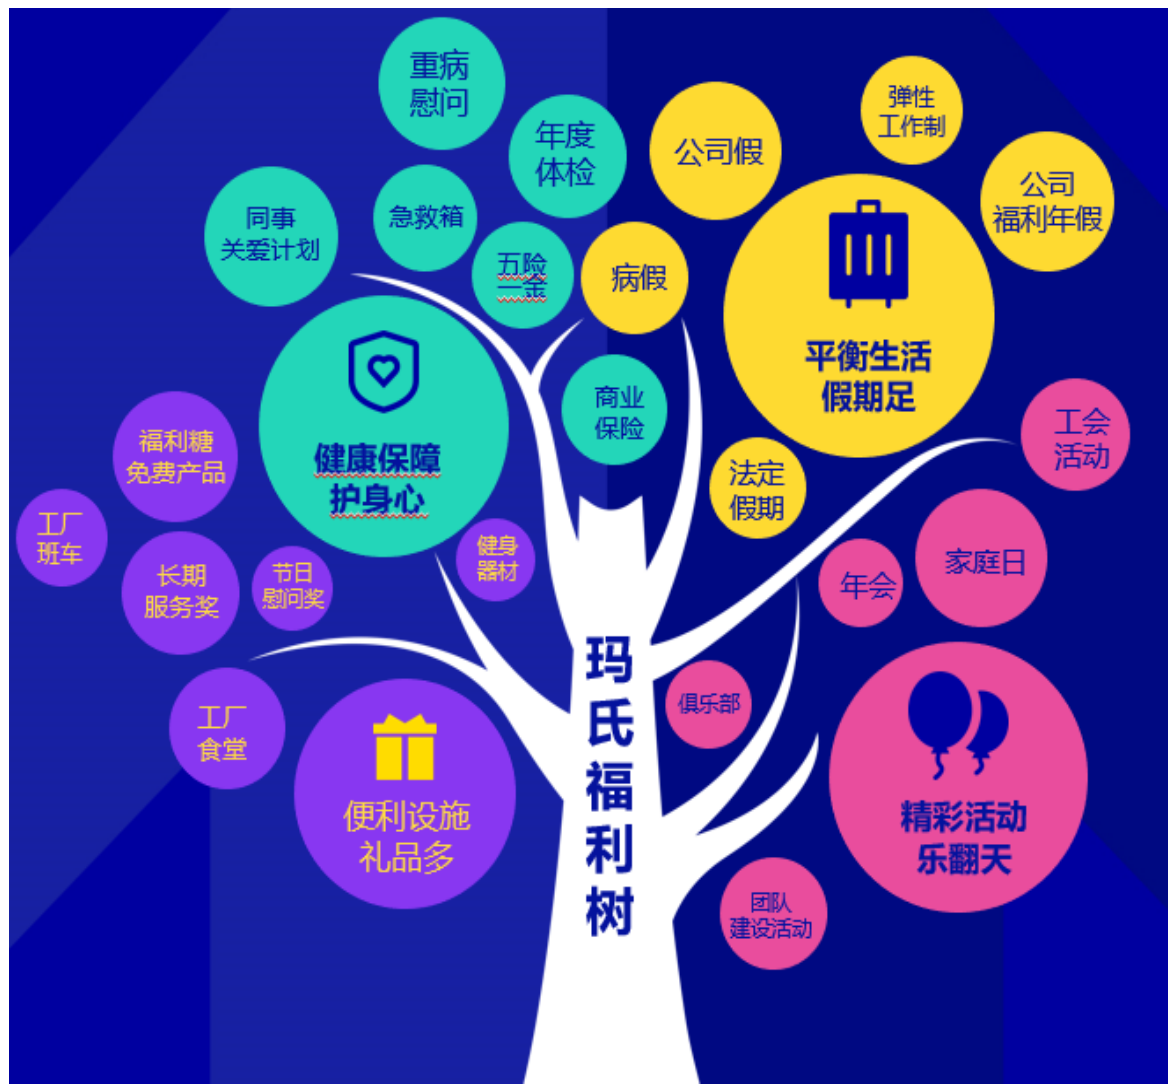 重病
慰问
年度
体检
公司假
弹性
工作制
公司
福利年假
同事
关爱计划
急救箱
五险
一金
病假
平衡生活
假期足
商业
保险
健康保障
护身心
法定
假期
工会
活动
福利糖
免费产品
工厂
班车
长期
服务奖
节日
慰问奖
健身
器材
年会
家庭日
工厂
食堂
便利设施
礼品多
俱乐部
精彩活动
乐翻天
团队
建设活动
玛
氏
福
利
树